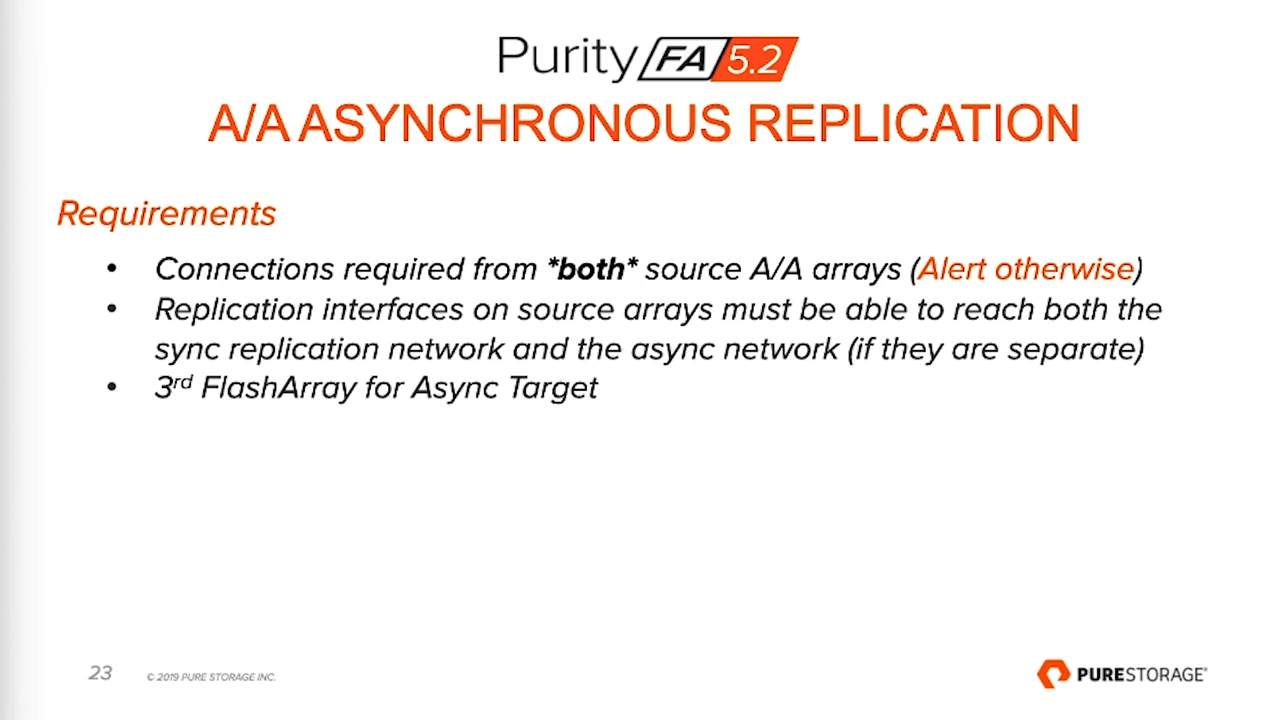 Purity FA 5.2
A/A ASYNCHRONOUS REPLICATION
Requirements
• Connections required from *both* source A/A arrays (Alert otherwise)
• Replication interfaces on source arrays must be able to reach both the
sync replication network and the async network (if they are separate)
• 3rd FlashArray for Async Target
23
© 2019 PURE STORAGE INC.
PURESTORAGE®